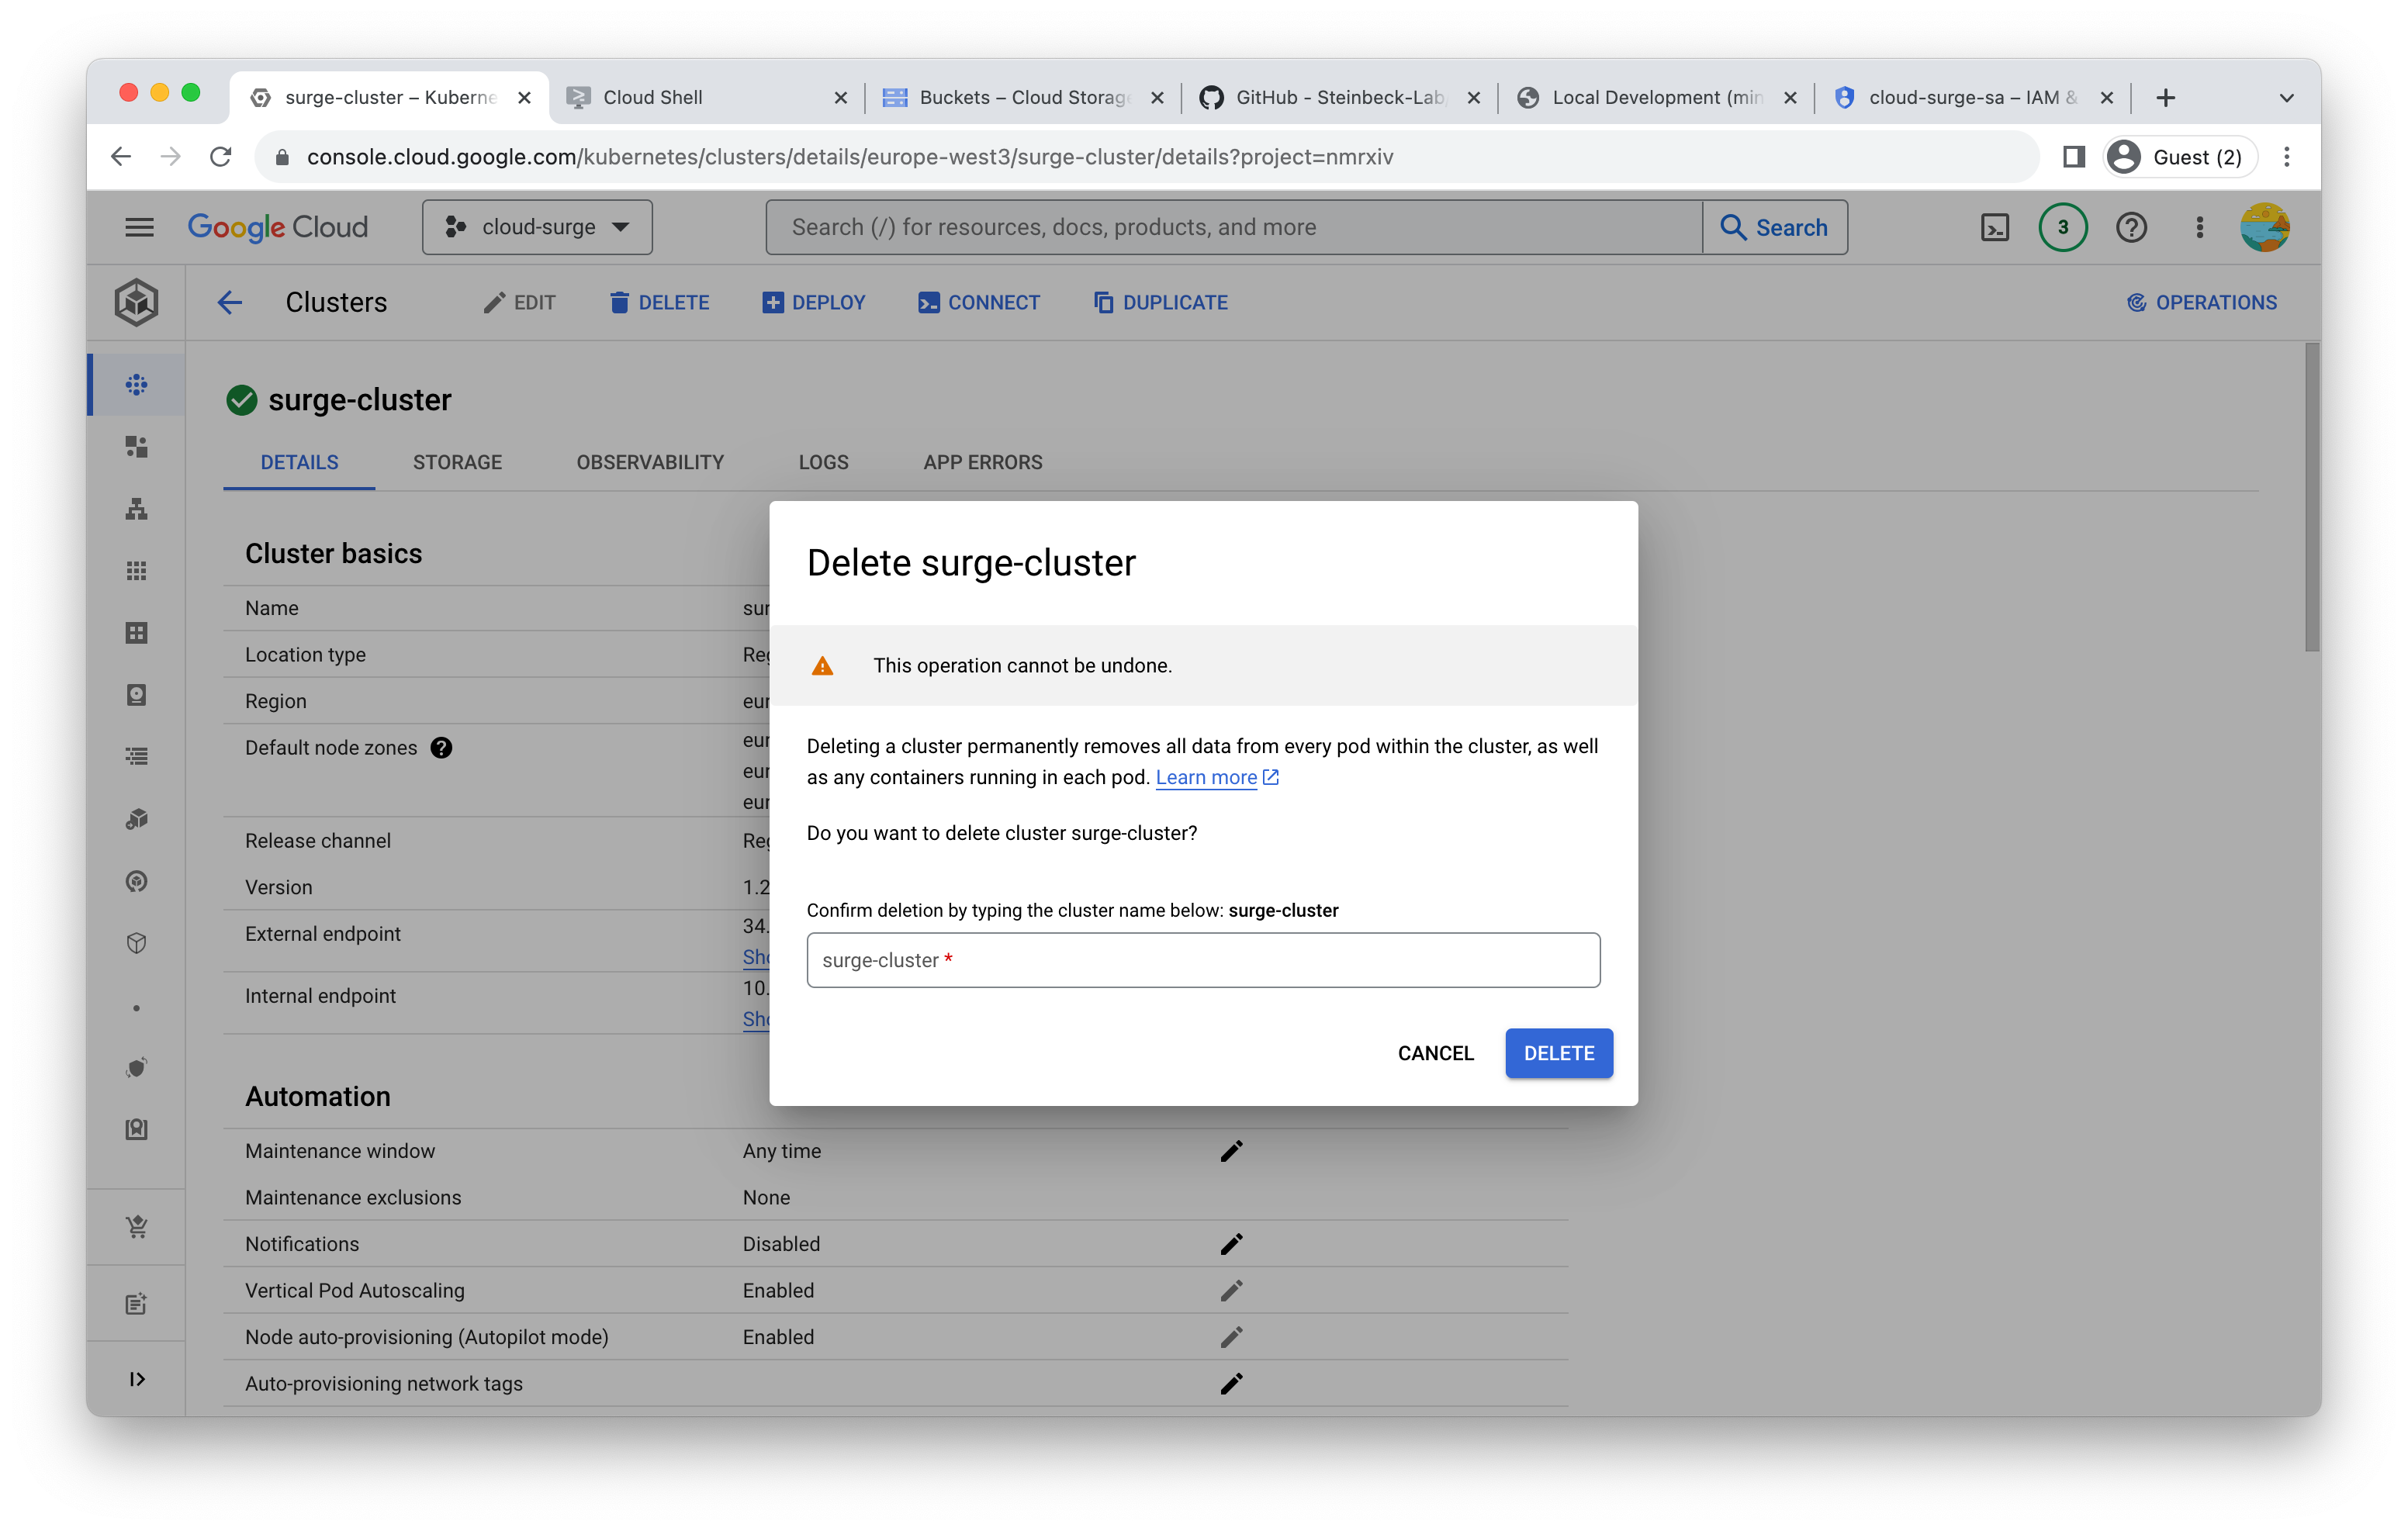 surge-cluster – Kuberne
Cloud Shell
Buckets – Cloud Storage
GitHub - Steinbeck-Lab,
Local Development (min
cloud-surge-sa – IAM &
console.cloud.google.com/kubernetes/clusters/details/europe-west3/surge-cluster/details?project=nmrxiv
Guest (2)
Google Cloud
cloud-surge
Search (/) for resources, docs, products, and more
Search
3
Clusters
EDIT
DELETE
DEPLOY
CONNECT
DUPLICATE
OPERATIONS
surge-cluster
DETAILS
STORAGE
OBSERVABILITY
LOGS
APP ERRORS
Cluster basics
Name
sur
Location type
Reg
Region
eur
Default node zones
eur
eur
eur
Release channel
Reg
Version
1.2
External endpoint
34.
Sho
Internal endpoint
10.
Sho
Delete surge-cluster
This operation cannot be undone.
Deleting a cluster permanently removes all data from every pod within the cluster, as well
as any containers running in each pod. Learn more
Do you want to delete cluster surge-cluster?
Confirm deletion by typing the cluster name below: surge-cluster
surge-cluster *
CANCEL
DELETE
Automation
Maintenance window
Any time
Maintenance exclusions
None
Notifications
Disabled
Vertical Pod Autoscaling
Enabled
Node auto-provisioning (Autopilot mode)
Enabled
Auto-provisioning network tags